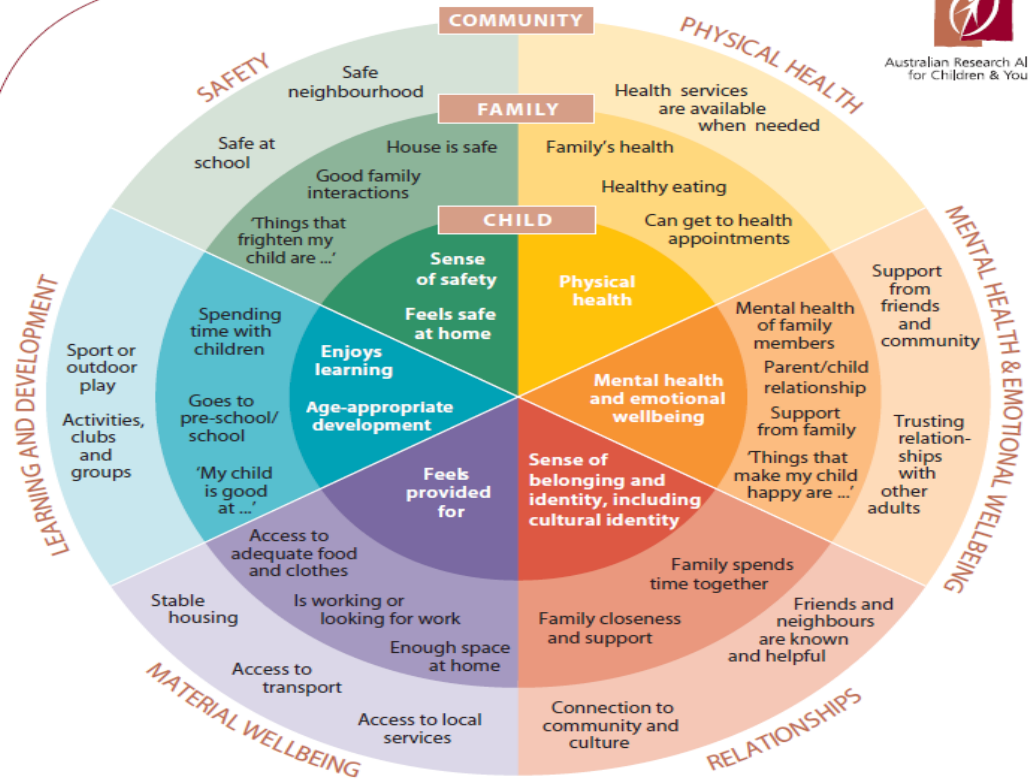 COMMUNITY
PHYSICAL HEALTH
Australian Research Al
for Children & You
SAFETY
Safe
neighbourhood
Safe at
school
Health services
are available
when needed
FAMILY
House is safe
Good family
interactions
'Things that
frighten my
child are ...'
Family's health
Healthy eating
Can get to health
appointments
CHILD
Sense
of safety
Feels safe
at home
Physical
health
MENTAL HEALTH & EMOTIONAL WELLBEING
Support
from
friends
and
community
Trusting
relation-
ships
with
other
adults
Mental health
of family
members
Parent/child
relationship
Support
from family
'Things that
make my child
happy are ...'
Mental health
and emotional
wellbeing
LEARNING AND DEVELOPMENT
Sport or
outdoor
play
Activities,
clubs
and
groups
Spending
time with
children
Goes to
pre-school/
school
'My child
is good
at ...'
Enjoys
learning
Age-appropriate
development
Feels
provided
for
Sense of
belonging and
identity, including
cultural identity
Access to
adequate food
and clothes
Is working or
looking for work
Enough space
at home
Stable
housing
Access to
transport
Access to local
services
MATERIAL WELLBEING
Family spends
time together
Family closeness
and support
Friends and
neighbours
are known
and helpful
Connection to
community and
culture
RELATIONSHIPS